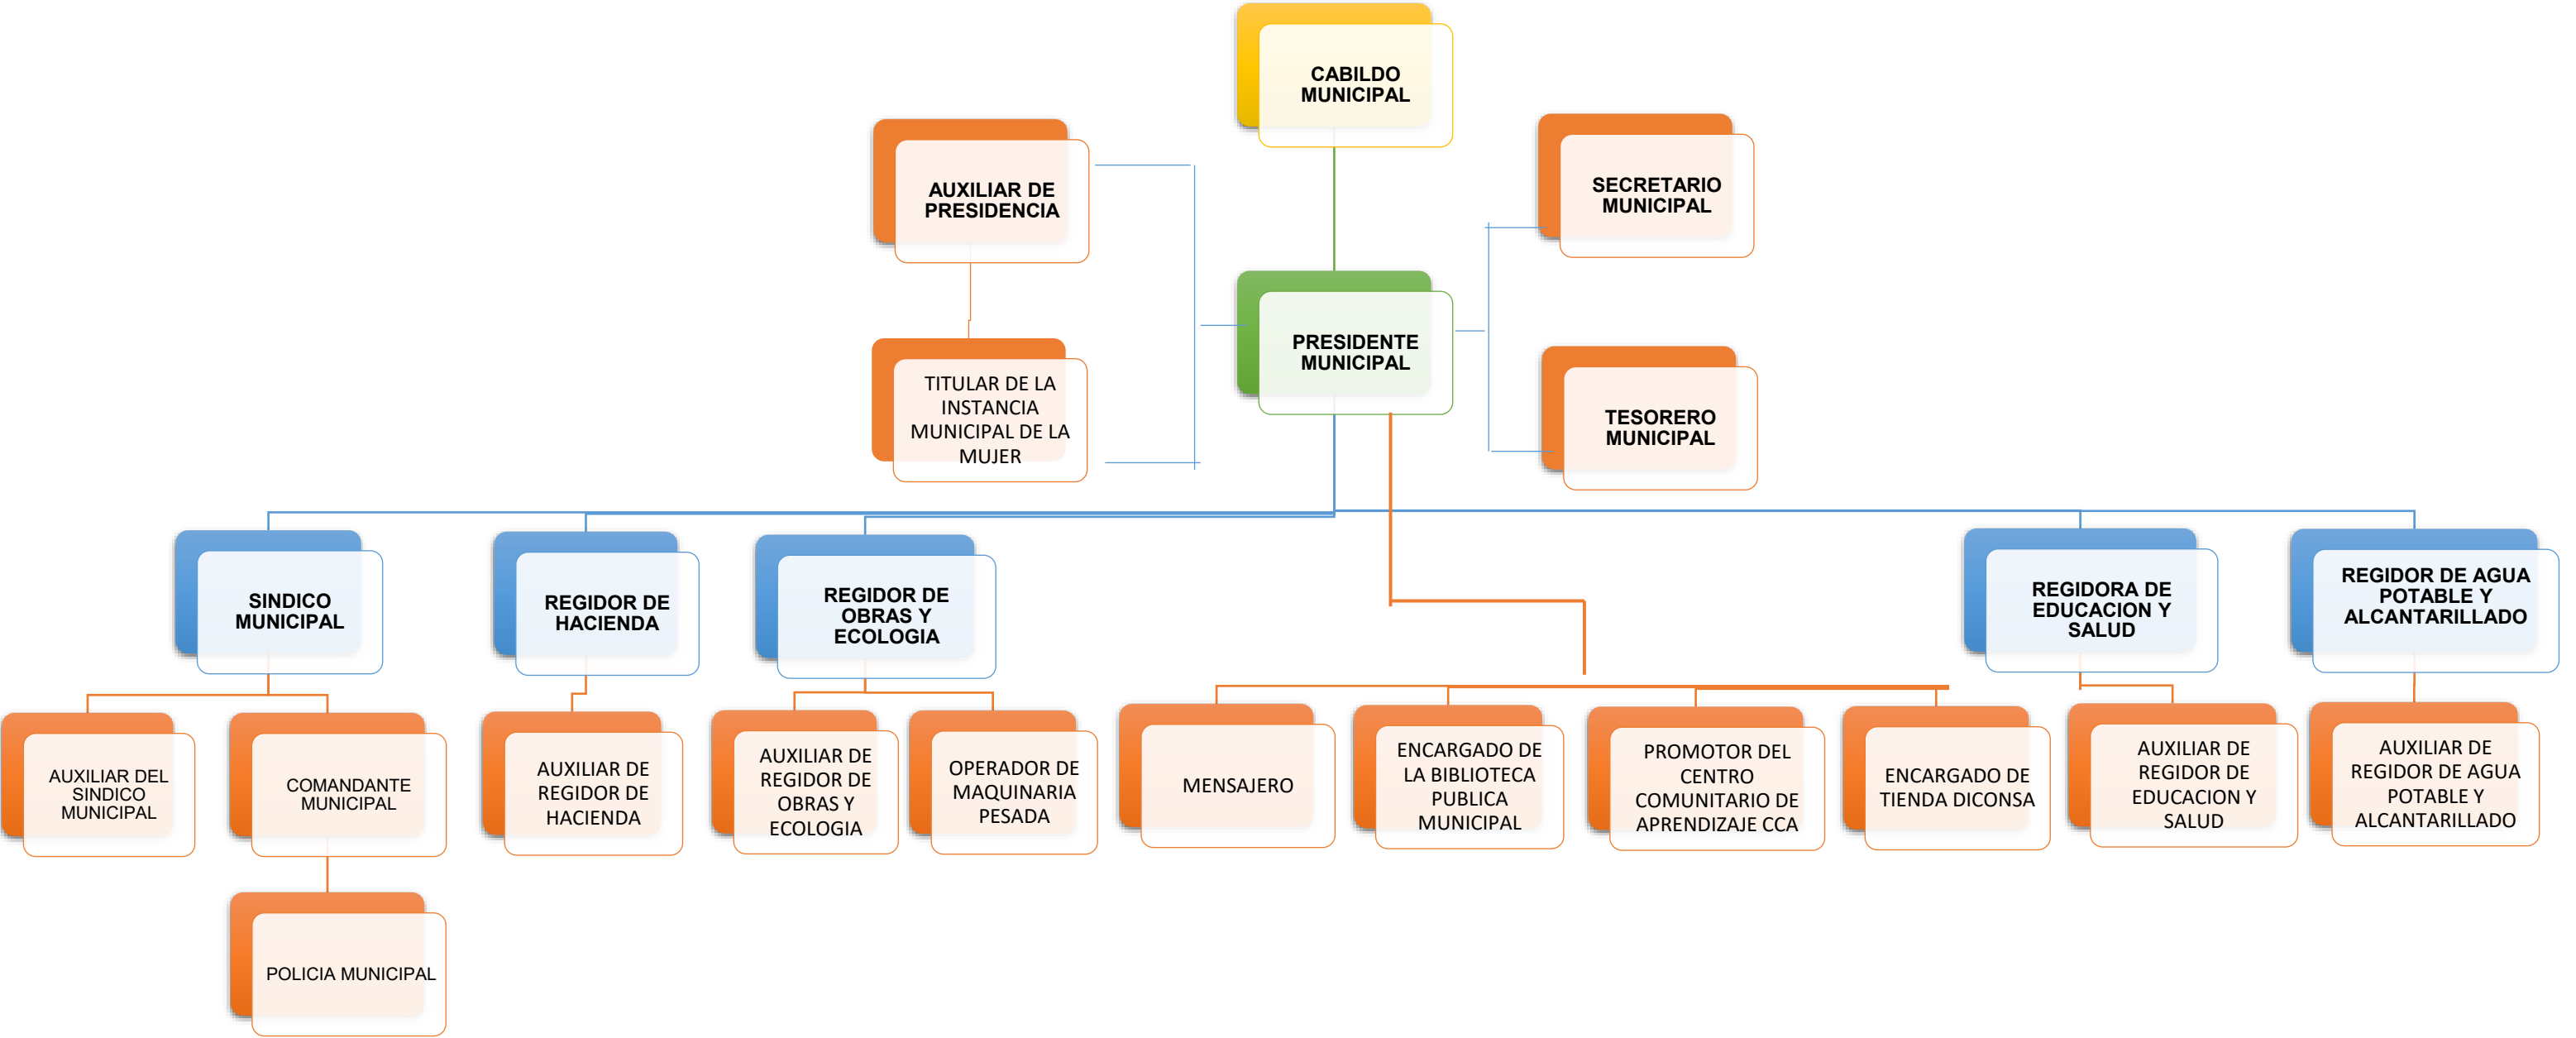 CABILDO
MUNICIPAL
AUXILIAR DE
PRESIDENCIA
SECRETARIO
MUNICIPAL
PRESIDENTE
MUNICIPAL
TITULAR DE LA
INSTANCIA
MUNICIPAL DE LA
MUJER
TESORERO
MUNICIPAL
SINDICO
MUNICIPAL
REGIDOR DE
HACIENDA
REGIDOR DE
OBRAS Y
ECOLOGIA
REGIDORA DE
EDUCACION Y
SALUD
REGIDOR DE AGUA
POTABLE Y
ALCANTARILLADO
AUXILIAR DEL
SINDICO
MUNICIPAL
COMANDANTE
MUNICIPAL
AUXILIAR DE
REGIDOR DE
HACIENDA
AUXILIAR DE
REGIDOR DE
OBRAS Y
ECOLOGIA
OPERADOR DE
MAQUINARIA
PESADA
MENSAJERO
ENCARGADO DE
LA BIBLIOTECA
PUBLICA
MUNICIPAL
PROMOTOR DEL
CENTRO
COMUNITARIO DE
APRENDIZAJE CCA
ENCARGADO DE
TIENDA DICONSA
AUXILIAR DE
REGIDOR DE
EDUCACION Y
SALUD
AUXILIAR DE
REGIDOR DE AGUA
POTABLE Y
ALCANTARILLADO
POLICIA MUNICIPAL